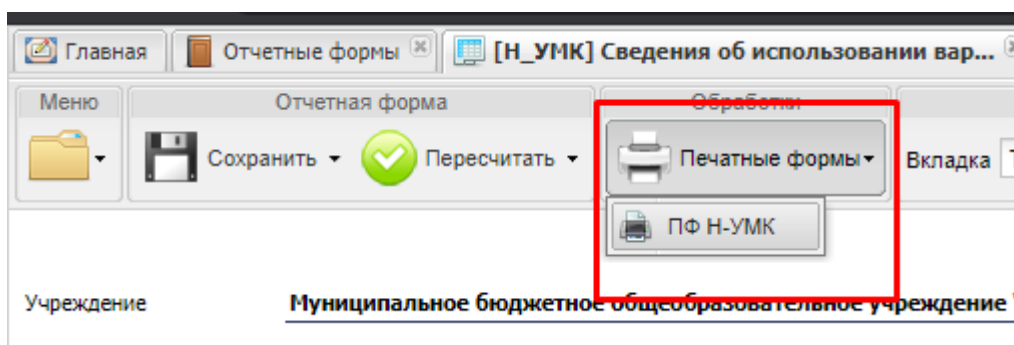 Главная Отчетные формы [Н_УМК] Сведения об использовании вар...
Меню Отчетная форма Обработки
Сохранить Пересчитать Печатные формы Вкладка
ПФ Н-УМК
Учреждение Муниципальное бюджетное общеобразовательное учреждение